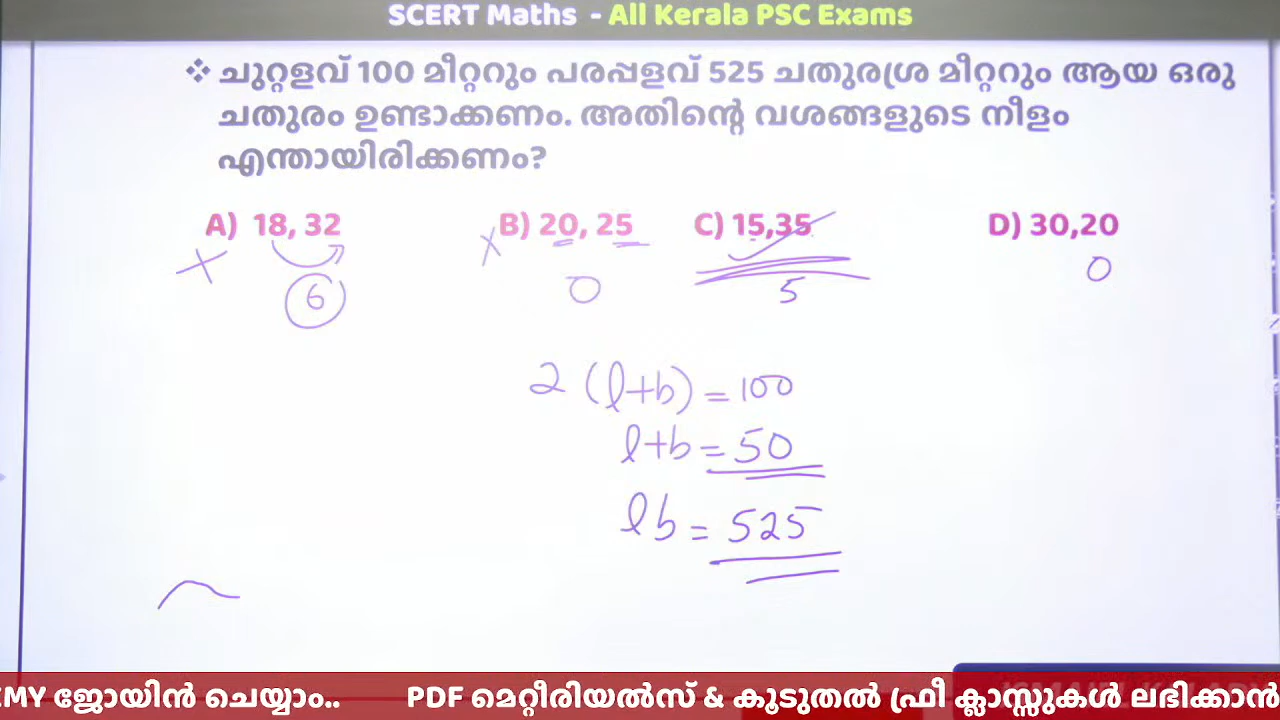 SCERT Maths - All Kerala PSC Exams
❖ ചുറ്റളവ് 100 മീറ്ററും പരപ്പളവ് 525 ചതുരശ്ര മീറ്ററും ആയ ഒരു
ചതുരം ഉണ്ടാക്കണം. അതിന്റെ വശങ്ങളുടെ നീളം
എന്തായിരിക്കണം?
A) 18, 32 B) 20, 25 C) 15,35 D) 30,20
6 0 5 0
2 (l+b) = 100
l+b = 50
lb = 525
MY ജോയിൻ ചെയ്യാം.. PDF മെറ്റീരിയൽസ് & കൂടുതൽ ഫ്രീ ക്ലാസ്സുകൾ ലഭിക്കാൻ